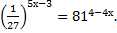 (1/27)^{5x−3} = 81^{4−4x}.